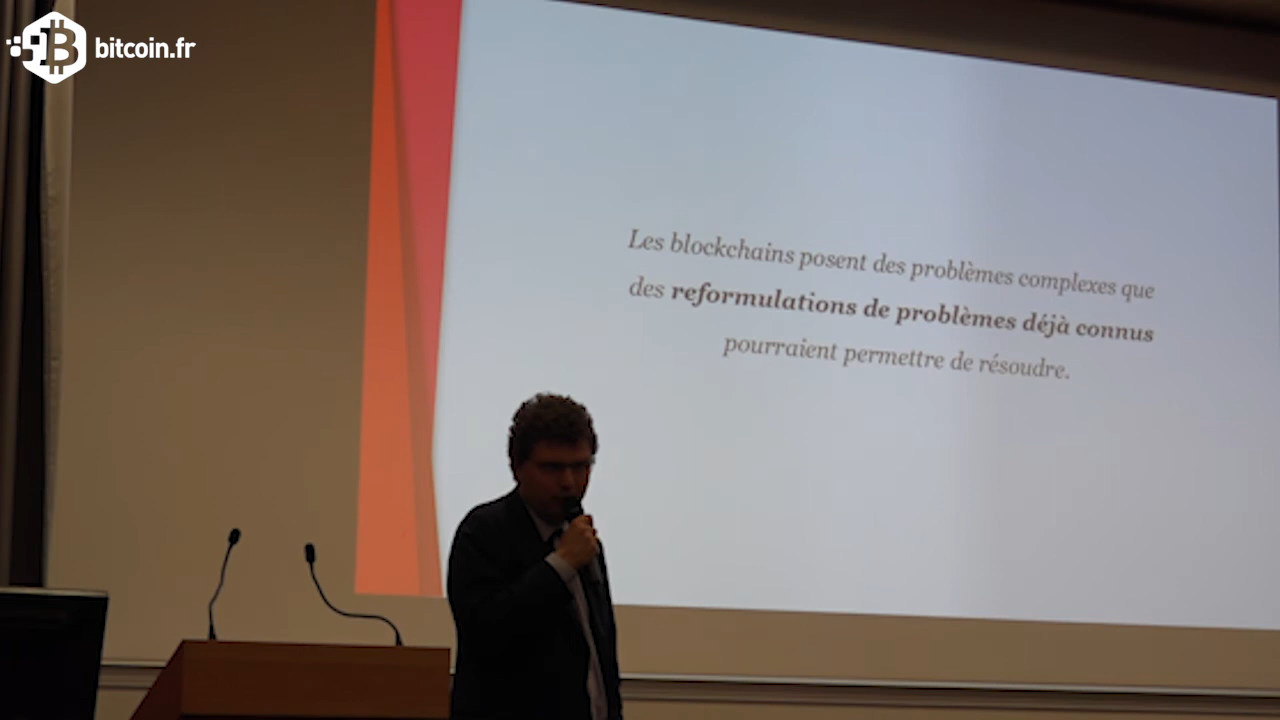 bitcoin.fr
Les blockchains posent des problèmes complexes que
des reformulations de problèmes déjà connus
pourraient permettre de résoudre.